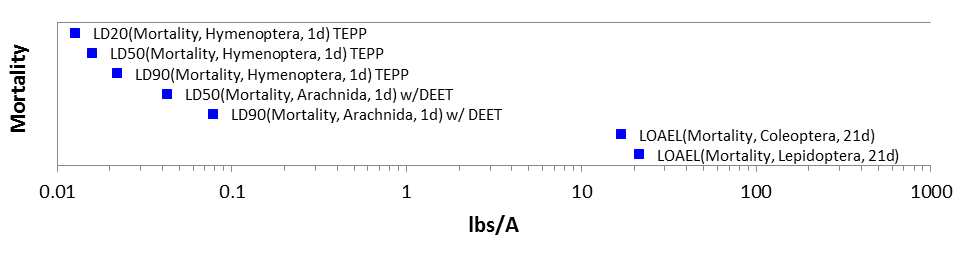 Mortality
LD20(Mortality, Hymenoptera, 1d) TEPP
LD50(Mortality, Hymenoptera, 1d) TEPP
LD90(Mortality, Hymenoptera, 1d) TEPP
LD50(Mortality, Arachnida, 1d) w/DEET
LD90(Mortality, Arachnida, 1d) w/ DEET
LOAEL(Mortality, Coleoptera, 21d)
LOAEL(Mortality, Lepidoptera, 21d)
0.01 0.1 1 10 100 1000
lbs/A